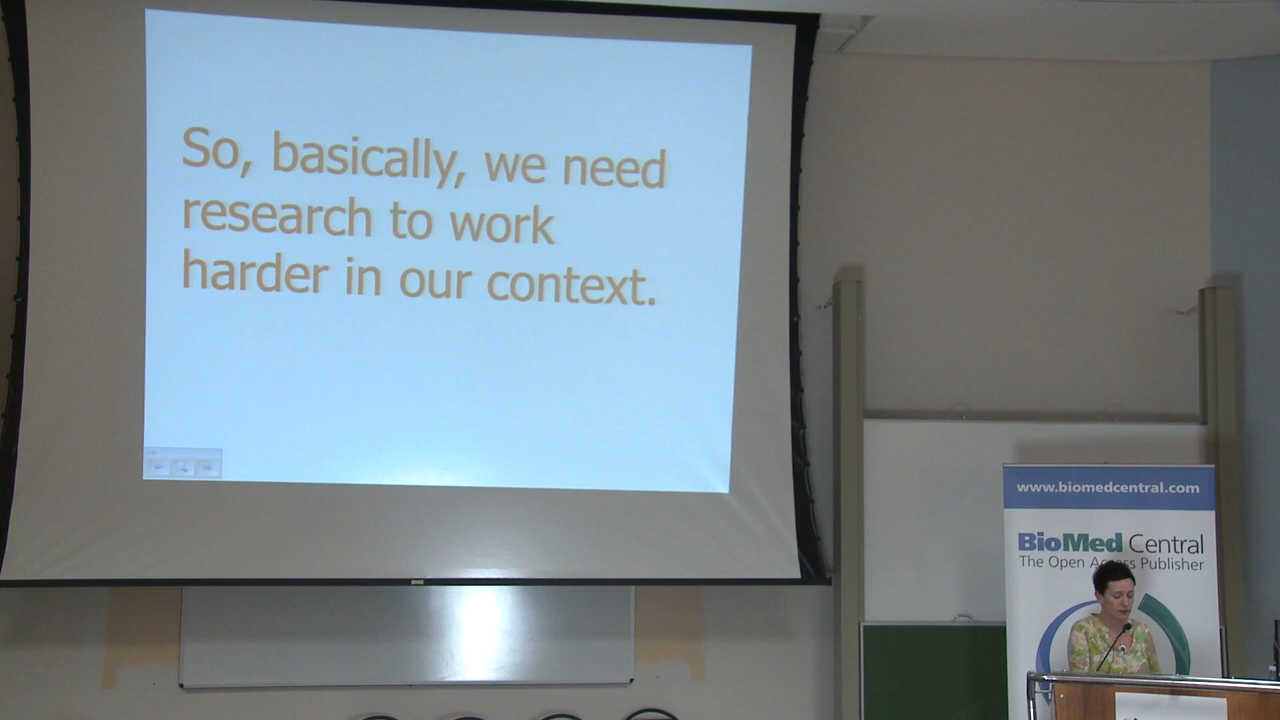 So, basically, we need
research to work
harder in our context.
www.biomedcentral.com
BioMed Central
The Open Access Publisher